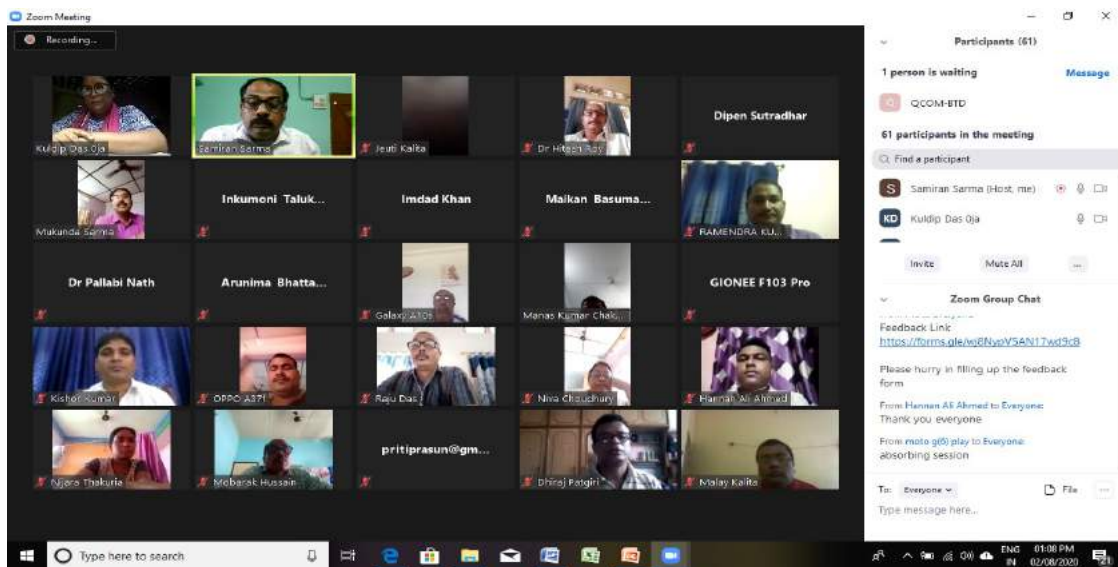 Zoom Meeting
Recording...
Kuldip Das Oja
Samiran Sarma
Jeuti Kalita
Dr Hitesh Roy
Dipen Sutradhar
Mukunda Sarma
Inkumoni Taluk...
Imdad Khan
Maikan Basuma...
RAMENDRA KU...
Dr Pallabi Nath
Arunima Bhatta...
Galaxy A10s
Manas Kumar Chak...
GIONEE F103 Pro
Kishor Kumar
OPPO A37f
Raju Das
Niva Choudhury
Hannan Ali Ahmed
Nijara Thakuria
Mobarak Hussain
pritiprasun@gm...
Dhiraj Patgiri
Malay Kalita
Participants (61)
1 person is waiting
Message
Q
QCOM-BTD
61 participants in the meeting
Find a participant
S
Samiran Sarma (Host, me)
KD
Kuldip Das Oja
Invite
Mute All
...
Zoom Group Chat
Feedback Link
Please hurry in filling up the feedback
form
From Hannan Ali Ahmed to Everyone:
Thank you everyone
From moto g(6) play to Everyone:
absorbing session
To: Everyone
File
...
Type message here...
Type here to search
ENG
IN
01:08 PM
02/08/2020
21